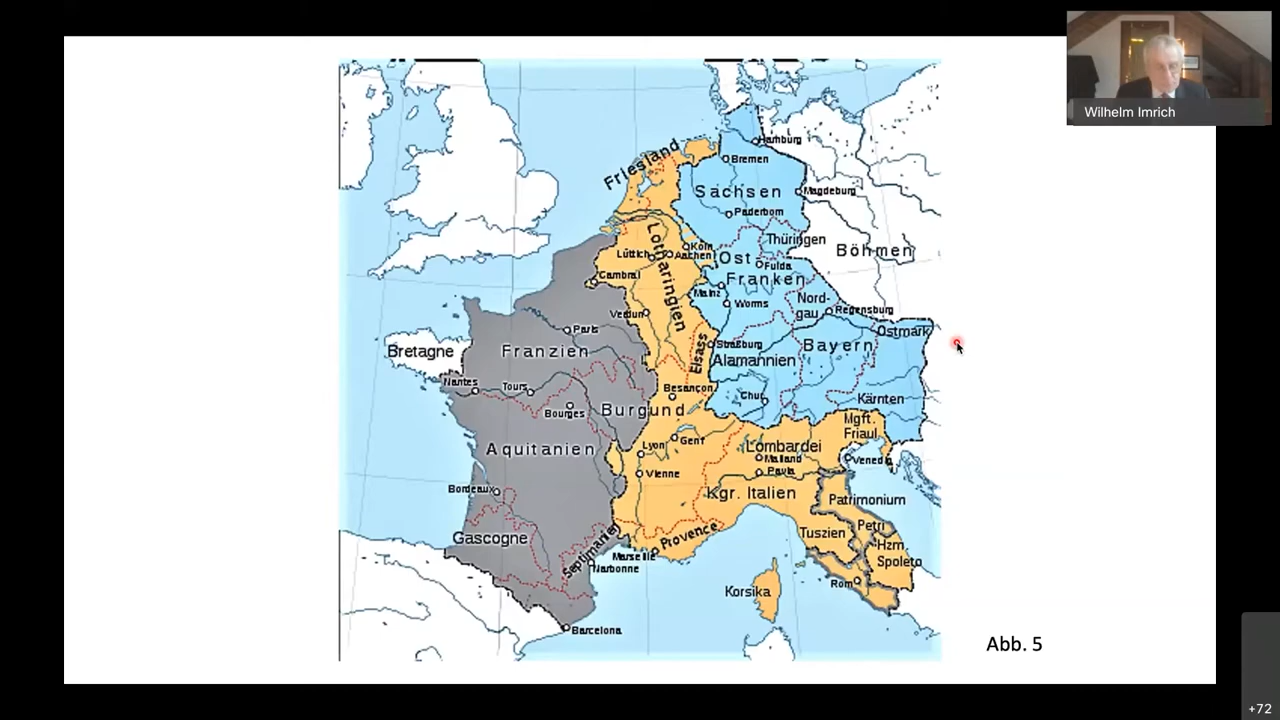 Wilhelm Imrich
Hamburg
Friesland
Bremen
Sachsen
Magdeburg
Paderborn
Thüringen
Böhmen
Köln
Lüttich
Aachen
Ost
Fulda
Franken
Lotharingien
Cambrai
Mainz
Worms
Nord-
gau
Regensburg
Verdun
Ostmark
Paris
Straßburg
Bayern
Elsass
Bretagne
Franzien
Alamannien
Nantes
Tours
Besançon
Chur
Kärnten
Bourges
Burgund
Mgft.
Friaul
Genf
Lyon
Lombardei
Aquitanien
Mailand
Venedig
Vienne
Pavia
Bordeaux
Kgr. Italien
Patrimonium
Petri
Gascogne
Septimanien
Provence
Tuszien
Hzm.
Spoleto
Marseille
Narbonne
Rom
Korsika
Barcelona
Abb. 5
+72